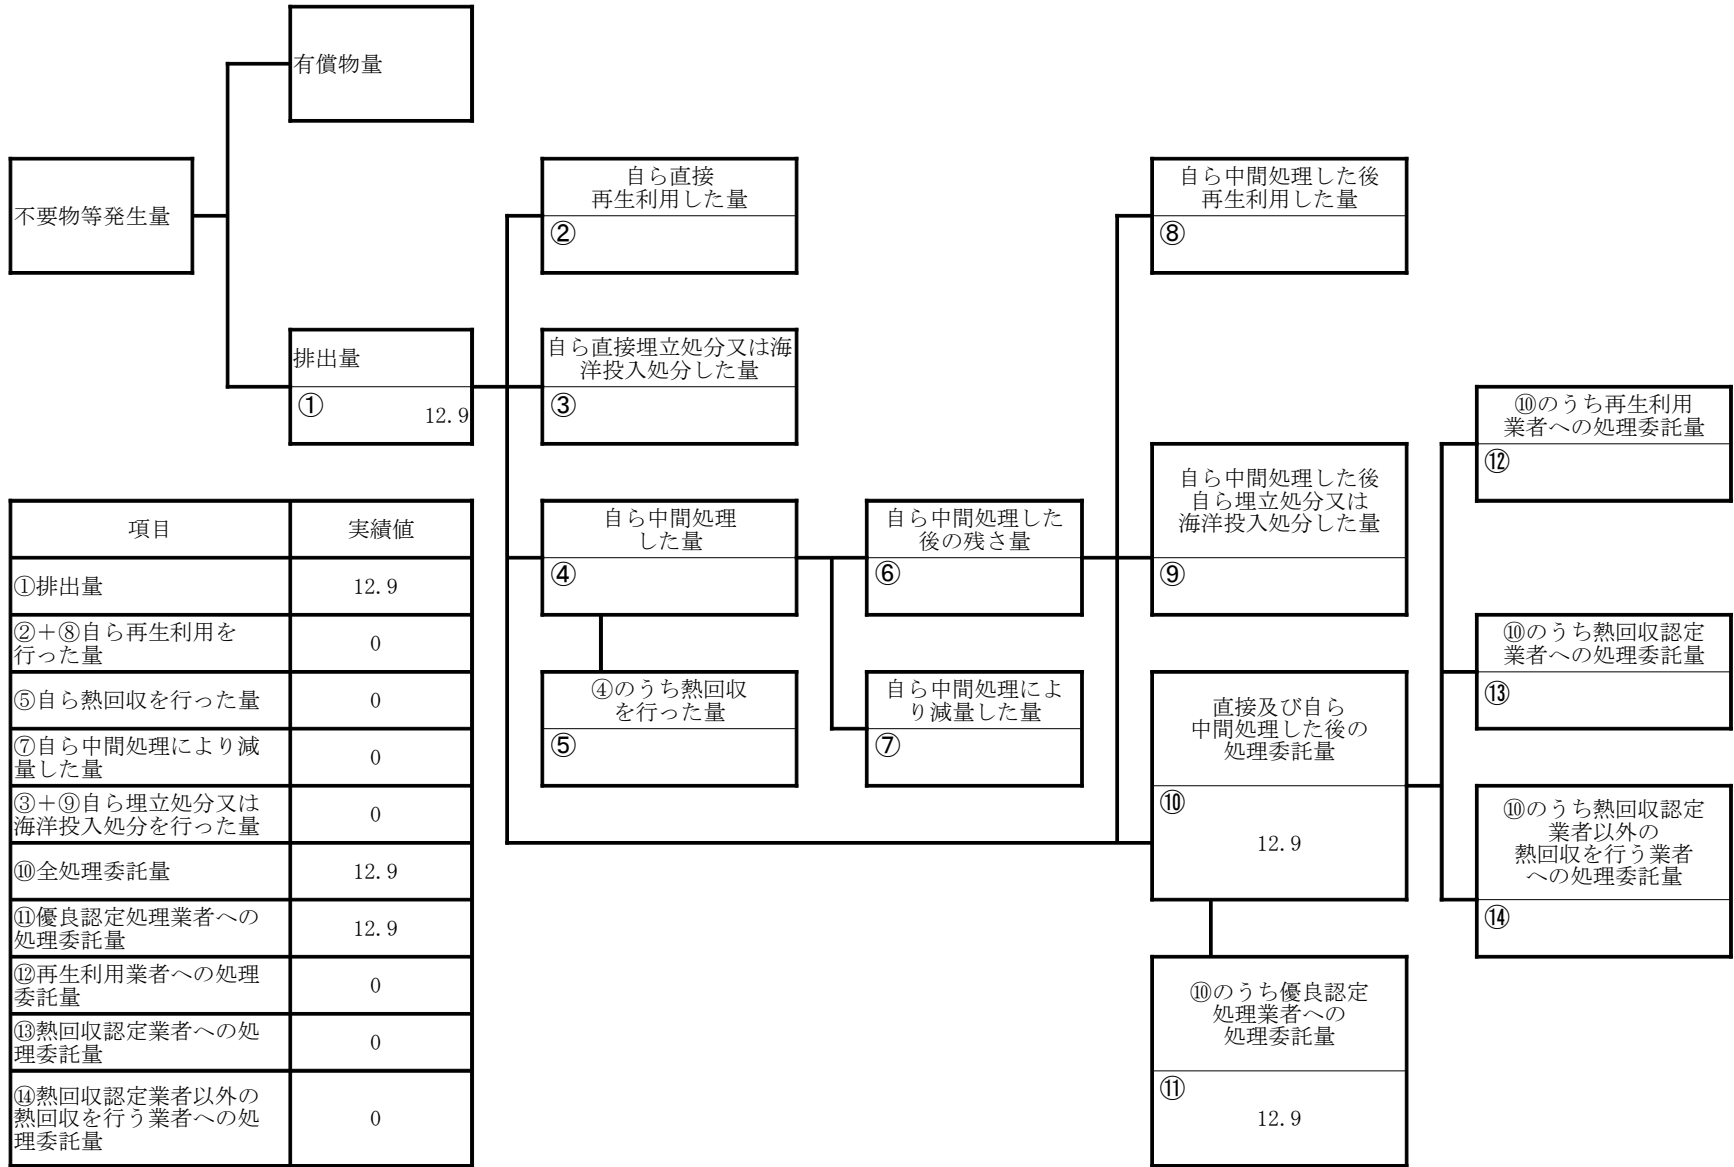 有償物量
不要物等発生量
自ら直接
再生利用した量
②
自ら中間処理した後
再生利用した量
⑧
排出量
①
12.9
自ら直接埋立処分又は海
洋投入処分した量
③
⑩のうち再生利用
業者への処理委託量
⑫
自ら中間処理
した量
④
自ら中間処理した
後の残さ量
⑥
自ら中間処理した後
自ら埋立処分又は
海洋投入処分した量
⑨
④のうち熱回収
を行った量
⑤
自ら中間処理によ
り減量した量
⑦
直接及び自ら
中間処理した後の
処理委託量
⑩
12.9
⑩のうち熱回収認定
業者への処理委託量
⑬
⑩のうち熱回収認定
業者以外の
熱回収を行う業者
への処理委託量
⑭
⑩のうち優良認定
処理業者への
処理委託量
⑪
12.9
項目
実績値
①排出量
12.9
②+⑧自ら再生利用を
行った量
0
⑤自ら熱回収を行った量
0
⑦自ら中間処理により減
量した量
0
③+⑨自ら埋立処分又は
海洋投入処分を行った量
0
⑩全処理委託量
12.9
⑪優良認定処理業者への
処理委託量
12.9
⑫再生利用業者への処理
委託量
0
⑬熱回収認定業者への処
理委託量
0
⑭熱回収認定業者以外の
熱回収を行う業者への処
理委託量
0